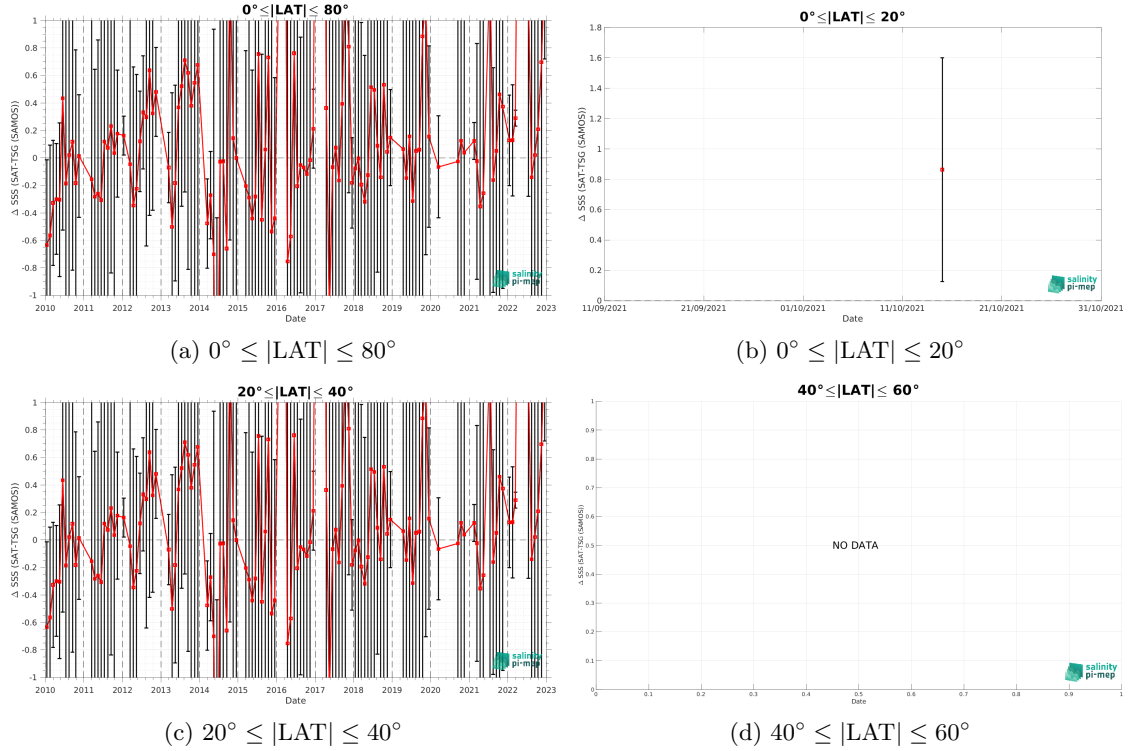 0°≤|LAT|≤ 80°
1
0.8
0.6
0.4
0.2
0
-0.2
-0.4
-0.6
-0.8
-1
Δ SSS (SAT-TSG (SAMOS))
2010 2011 2012 2013 2014 2015 2016 2017 2018 2019 2020 2021 2022 2023
Date
salinity
pi-mep
(a) 0° ≤ |LAT| ≤ 80°
0°≤|LAT|≤ 20°
1.8
1.6
1.4
1.2
1
0.8
0.6
0.4
0.2
0
Δ SSS (SAT-TSG (SAMOS))
11/09/2021 21/09/2021 01/10/2021 11/10/2021 21/10/2021 31/10/2021
Date
salinity
pi-mep
(b) 0° ≤ |LAT| ≤ 20°
20°≤|LAT|≤ 40°
1
0.8
0.6
0.4
0.2
0
-0.2
-0.4
-0.6
-0.8
-1
Δ SSS (SAT-TSG (SAMOS))
2010 2011 2012 2013 2014 2015 2016 2017 2018 2019 2020 2021 2022 2023
Date
salinity
pi-mep
(c) 20° ≤ |LAT| ≤ 40°
40°≤|LAT|≤ 60°
1
0.9
0.8
0.7
0.6
0.5
0.4
0.3
0.2
0.1
0
Δ SSS (SAT-TSG (SAMOS))
NO DATA
0 0.1 0.2 0.3 0.4 0.5 0.6 0.7 0.8 0.9 1
Date
salinity
pi-mep
(d) 40° ≤ |LAT| ≤ 60°